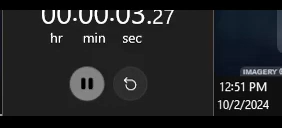 00:00:03.27
hr min sec
IMAGERY
12:51 PM
10/2/2024